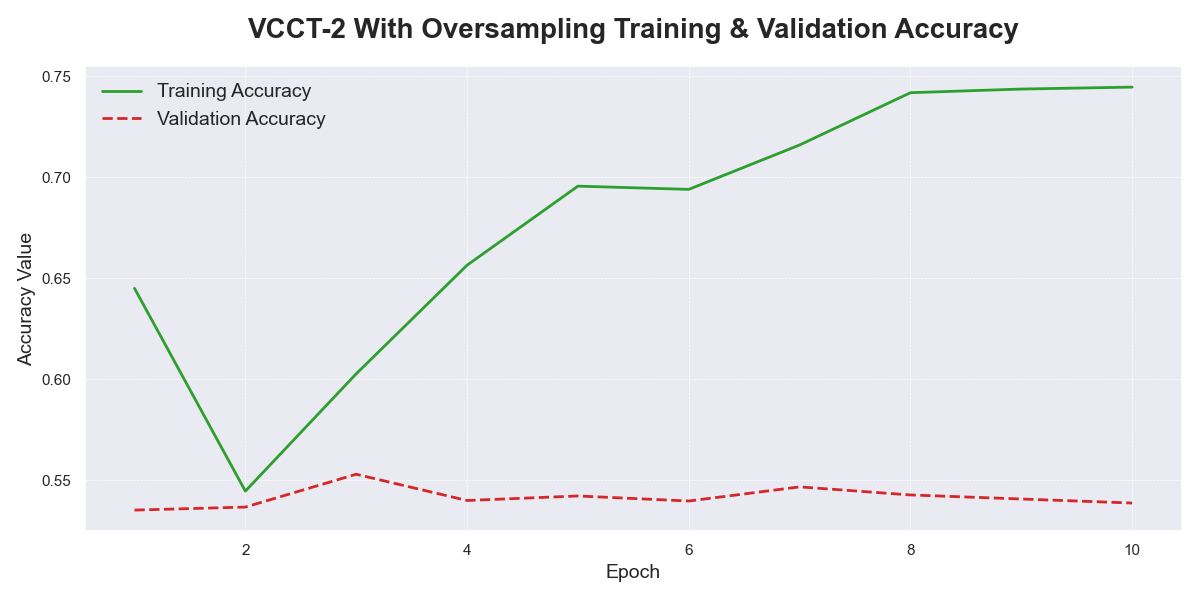 VCCT-2 With Oversampling Training & Validation Accuracy
Training Accuracy
Validation Accuracy
Accuracy Value
0.75
0.70
0.65
0.60
0.55
2
4
6
8
10
Epoch